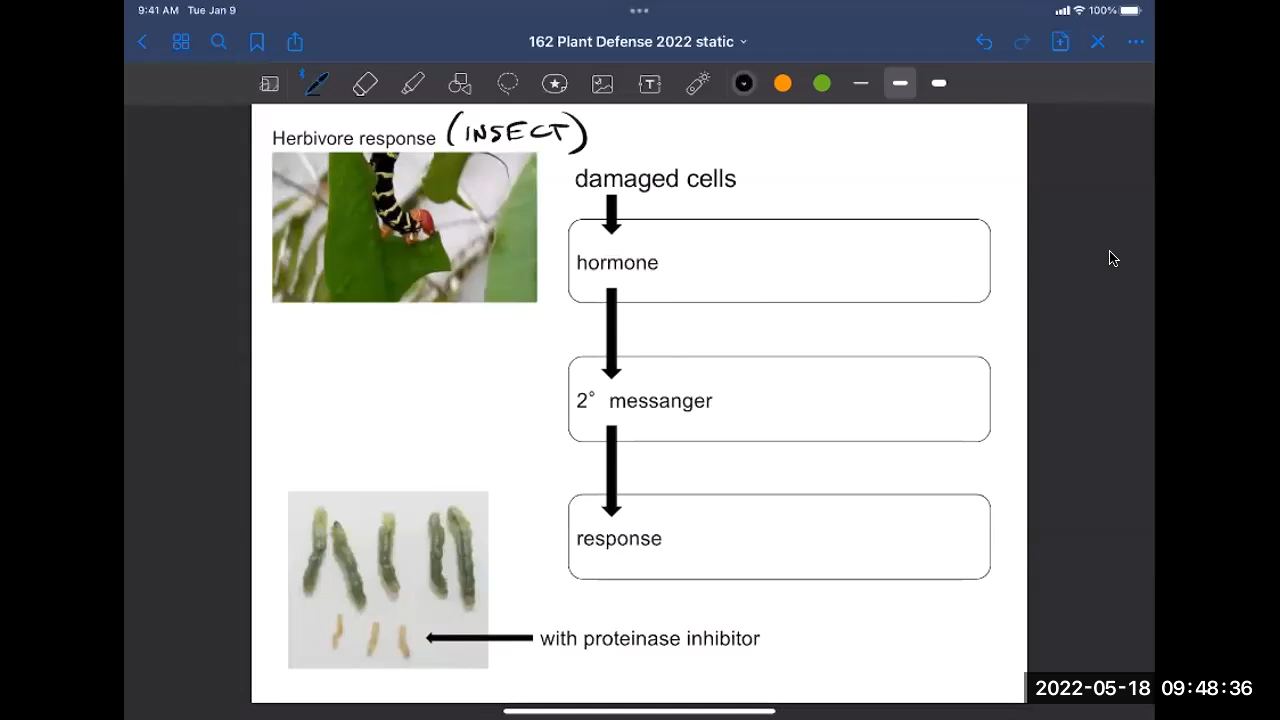 9:41 AM Tue Jan 9
100%
162 Plant Defense 2022 static
Herbivore response (INSECT)
damaged cells
hormone
2° messanger
response
with proteinase inhibitor
2022-05-18 09:48:36